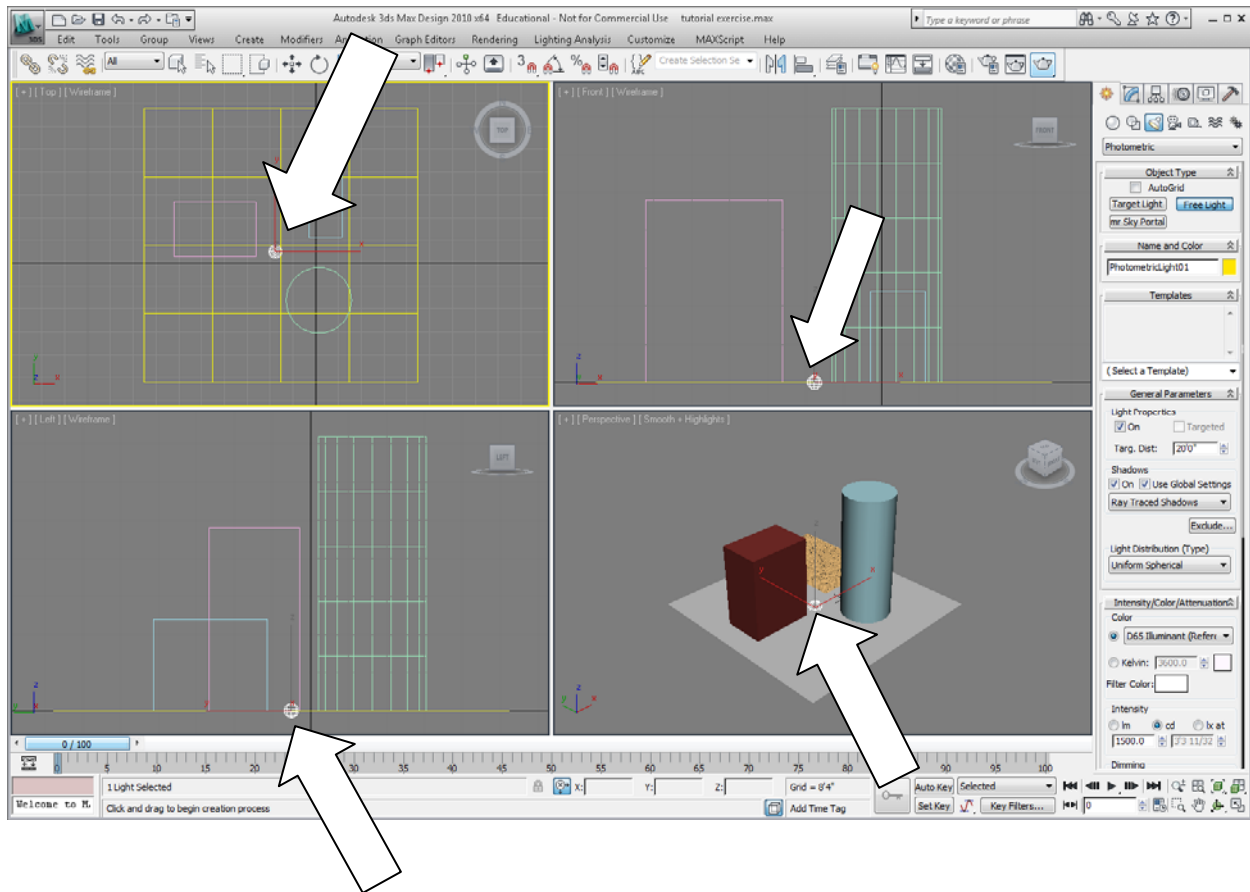 Autodesk 3ds Max Design 2010 x64 Educational - Not for Commercial Use tutorial exercise.max
Type a keyword or phrase
Edit Tools Group Views Create Modifiers Graph Editors Rendering Lighting Analysis Customize MAXScript Help
All
Create Selection Se
[ + ] [ Top ] [ Wireframe ]
TOP
y
x
[ + ] [ Front ] [ Wireframe ]
FRONT
[ + ] [ Left ] [ Wireframe ]
LEFT
[ + ] [ Perspective ] [ Smooth + Highlights ]
Photometric
Object Type
AutoGrid
Target Light Free Light
mr Sky Portal
Name and Color
PhotometricLight01
Templates
(Select a Template)
General Parameters
Light Properties
On Targeted
Targ. Dist: 20'0"
Shadows
On Use Global Settings
Ray Traced Shadows
Exclude...
Light Distribution (Type)
Uniform Spherical
Intensity/Color/Attenuation
Color
D65 Illuminant (Refere
Kelvin: 3600.0
Filter Color:
Intensity
lm cd lx at
1500.0 3'3 11/32
Dimming
0 / 100
0 5 10 15 20 30 35 40 45 50 55 60 65 70 75 80 90 95 100
1 Light Selected X: Y: Z: Grid = 8'4" Auto Key Selected
Welcome to M. Click and drag to begin creation process Add Time Tag Set Key Key Filters... 0